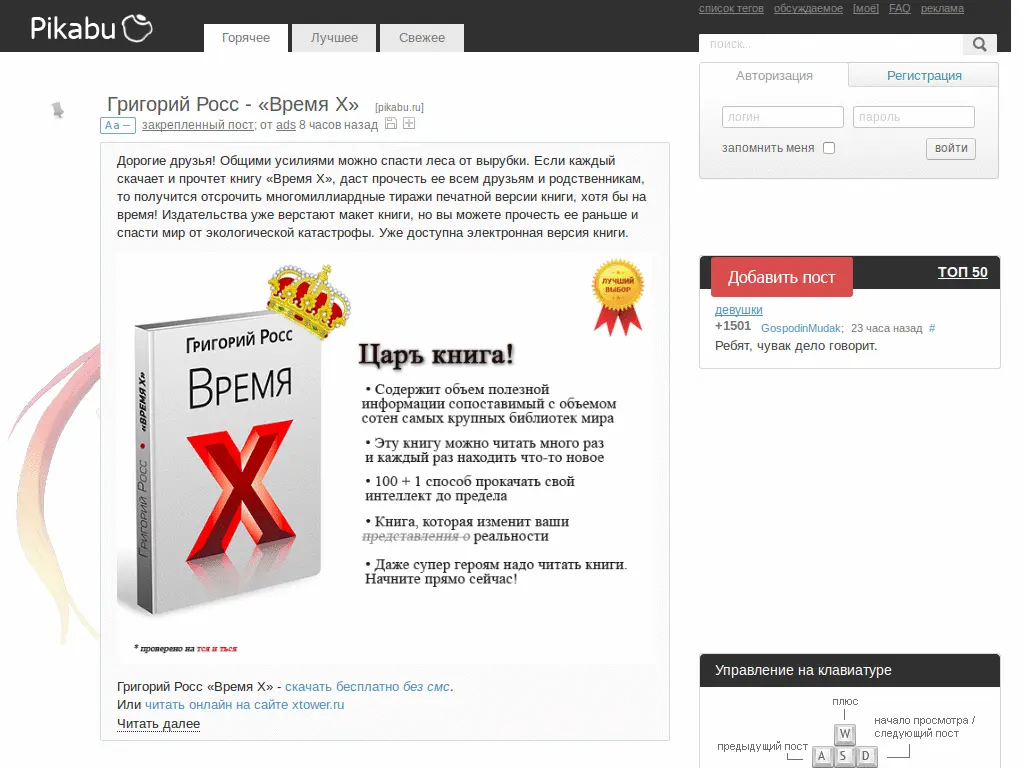 Pikabu
Горячее
Лучшее
Свежее
список тегов обсуждаемое [моё] FAQ реклама
поиск...
Авторизация
Регистрация
логин
пароль
запомнить меня
войти
Григорий Росс - «Время X» [pikabu.ru]
Aa – закрепленный пост; от ads 8 часов назад
Дорогие друзья! Общими усилиями можно спасти леса от вырубки. Если каждый
скачает и прочтет книгу «Время X», даст прочесть ее всем друзьям и родственникам,
то получится отсрочить многомиллиардные тиражи печатной версии книги, хотя бы на
время! Издательства уже верстают макет книги, но вы можете прочесть ее раньше и
спасти мир от экологической катастрофы. Уже доступна электронная версия книги.
ЛУЧШИЙ
ВЫБОР
Григорий Росс
Время
X
Григорий Росс • «ВРЕМЯ X»
Царъ книга!
• Содержит объем полезной
информации сопоставимый с объемом
сотен самых крупных библиотек мира
• Эту книгу можно читать много раз
и каждый раз находить что-то новое
• 100 + 1 способ прокачать свой
интеллект до предела
• Книга, которая изменит ваши
представления о реальности
• Даже супер героям надо читать книги.
Начните прямо сейчас!
* проверено на тся и ться
Григорий Росс «Время X» - скачать бесплатно без смс.
Или читать онлайн на сайте xtower.ru
Читать далее
Добавить пост
ТОП 50
девушки
+1501 GospodinMudak; 23 часа назад #
Ребят, чувак дело говорит.
Управление на клавиатуре
плюс
начало просмотра /
следующий пост
предыдущий пост
W
A S D